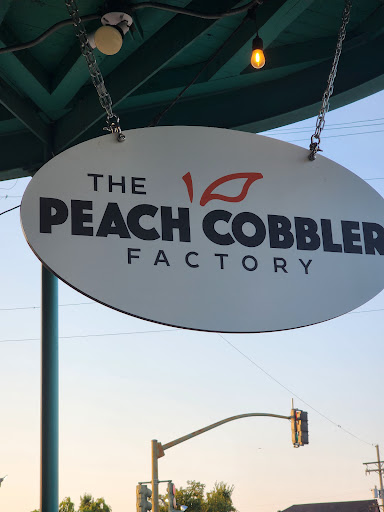 THE
PEACH COBBLER
FACTORY